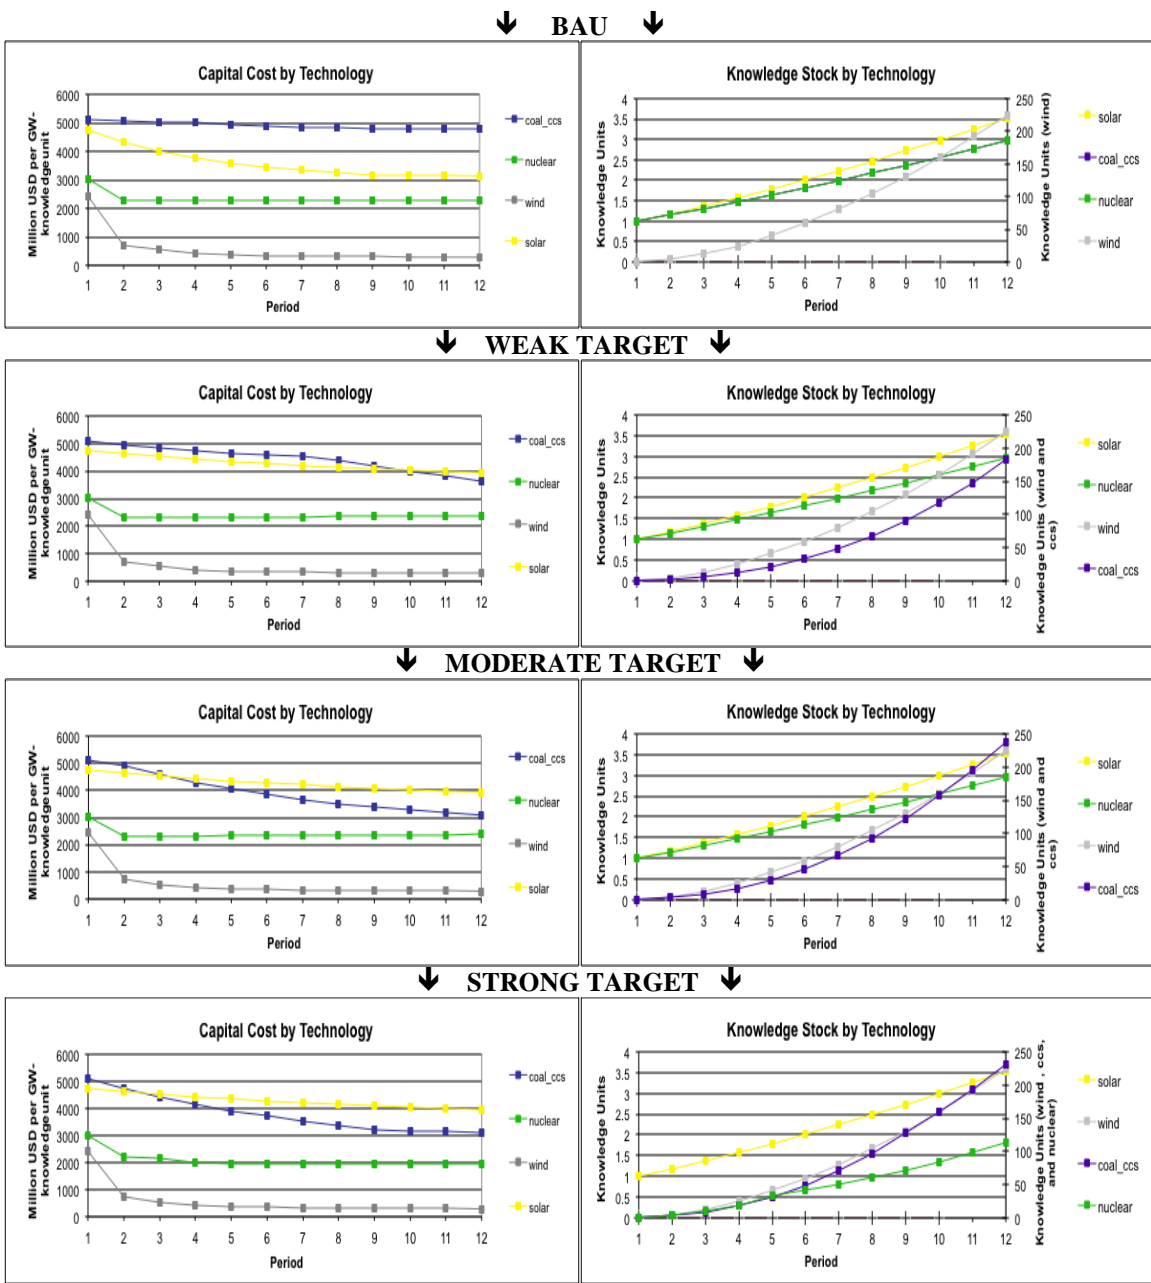 🡻 BAU 🡻
Capital Cost by Technology
Million USD per GW-
knowledgeunit
6000
5000
4000
3000
2000
1000
0
1 2 3 4 5 6 7 8 9 10 11 12
Period
coal_ccs
nuclear
wind
solar
Knowledge Stock by Technology
Knowledge Units
4
3.5
3
2.5
2
1.5
1
0.5
0
1 2 3 4 5 6 7 8 9 10 11 12
Period
250
200
150
100
50
0
Knowledge Units (wind)
solar
coal_ccs
nuclear
wind
🡻 WEAK TARGET 🡻
Capital Cost by Technology
Million USD per GW-
knowledgeunit
6000
5000
4000
3000
2000
1000
0
1 2 3 4 5 6 7 8 9 10 11 12
Period
coal_ccs
nuclear
wind
solar
Knowledge Stock by Technology
Knowledge Units
4
3.5
3
2.5
2
1.5
1
0.5
0
1 2 3 4 5 6 7 8 9 10 11 12
Period
250
200
150
100
50
0
Knowledge Units (wind and
ccs)
solar
nuclear
wind
coal_ccs
🡻 MODERATE TARGET 🡻
Capital Cost by Technology
Million USD per GW-
knowledgeunit
6000
5000
4000
3000
2000
1000
0
1 2 3 4 5 6 7 8 9 10 11 12
Period
coal_ccs
nuclear
wind
solar
Knowledge Stock by Technology
Knowledge Units
4
3.5
3
2.5
2
1.5
1
0.5
0
1 2 3 4 5 6 7 8 9 10 11 12
Period
250
200
150
100
50
0
Knowledge Units (wind and
ccs)
solar
nuclear
wind
coal_ccs
🡻 STRONG TARGET 🡻
Capital Cost by Technology
Million USD per GW-
knowledgeunit
6000
5000
4000
3000
2000
1000
0
1 2 3 4 5 6 7 8 9 10 11 12
Period
coal_ccs
nuclear
wind
solar
Knowledge Stock by Technology
Knowledge Units
4
3.5
3
2.5
2
1.5
1
0.5
0
1 2 3 4 5 6 7 8 9 10 11 12
Period
250
200
150
100
50
0
Knowledge Units (wind , ccs,
and nuclear)
solar
wind
coal_ccs
nuclear